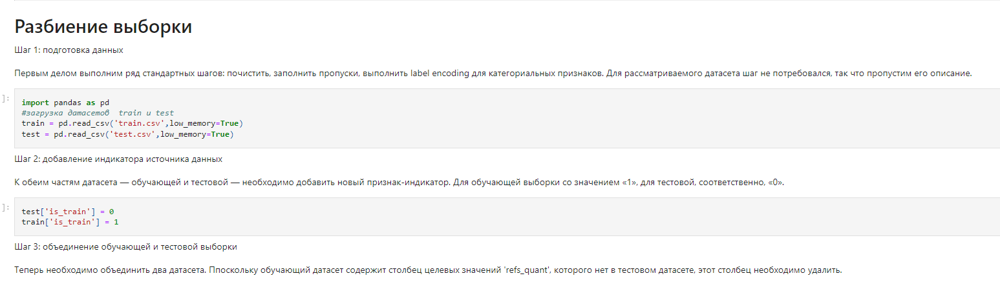 Разбиение выборки
Шаг 1: подготовка данных
Первым делом выполним ряд стандартных шагов: почистить, заполнить пропуски, выполнить label encoding для категориальных признаков. Для рассматриваемого датасета шаг не потребовался, так что пропустим его описание.
]:
import pandas as pd
#загрузка датасетов  train и test
train = pd.read_csv('train.csv',low_memory=True)
test = pd.read_csv('test.csv',low_memory=True)
Шаг 2: добавление индикатора источника данных
К обеим частям датасета — обучающей и тестовой — необходимо добавить новый признак-индикатор. Для обучающей выборки со значением «1», для тестовой, соответственно, «0».
]:
test['is_train'] = 0
train['is_train'] = 1
Шаг 3: объединение обучающей и тестовой выборки
Теперь необходимо объединить два датасета. Ппоскольку обучающий датасет содержит столбец целевых значений 'refs_quant', которого нет в тестовом датасете, этот столбец необходимо удалить.